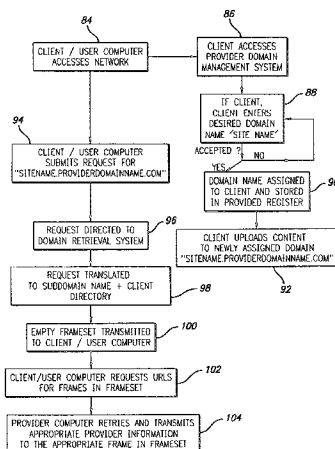 84
CLIENT / USER COMPUTER
ACCESSES NETWORK
86
CLIENT ACCESSES
PROVIDER DOMAIN
MANAGEMENT SYSTEM
88
IF CLIENT,
CLIENT ENTERS
DESIRED DOMAIN
NAME 'SITE NAME'
ACCEPTED ?
NO
YES
90
DOMAIN NAME ASSIGNED
TO CLIENT AND STORED
IN PROVIDED REGISTER
CLIENT UPLOADS CONTENT
TO NEWLY ASSIGNED DOMAIN
"SITENAME.PROVIDERDOMAINNAME.COM"
92
94
CLIENT / USER COMPUTER
SUBMITS REQUEST FOR
"SITENAME.PROVIDERDOMAINNAME.COM"
96
REQUEST DIRECTED TO
DOMAIN RETRIEVAL SYSTEM
REQUEST TRANSLATED
TO SUBDOMAIN NAME + CLIENT
DIRECTORY
98
100
EMPTY FRAMESET TRANSMITTED
TO CLIENT / USER COMPUTER
102
CLIENT/USER COMPUTER REQUESTS URLS
FOR FRAMES IN FRAMESET
104
PROVIDER COMPUTER RETRIES AND TRANSMITS
APPROPRIATE PROVIDER INFORMATION
TO THE APPROPRIATE FRAME IN FRAMESET